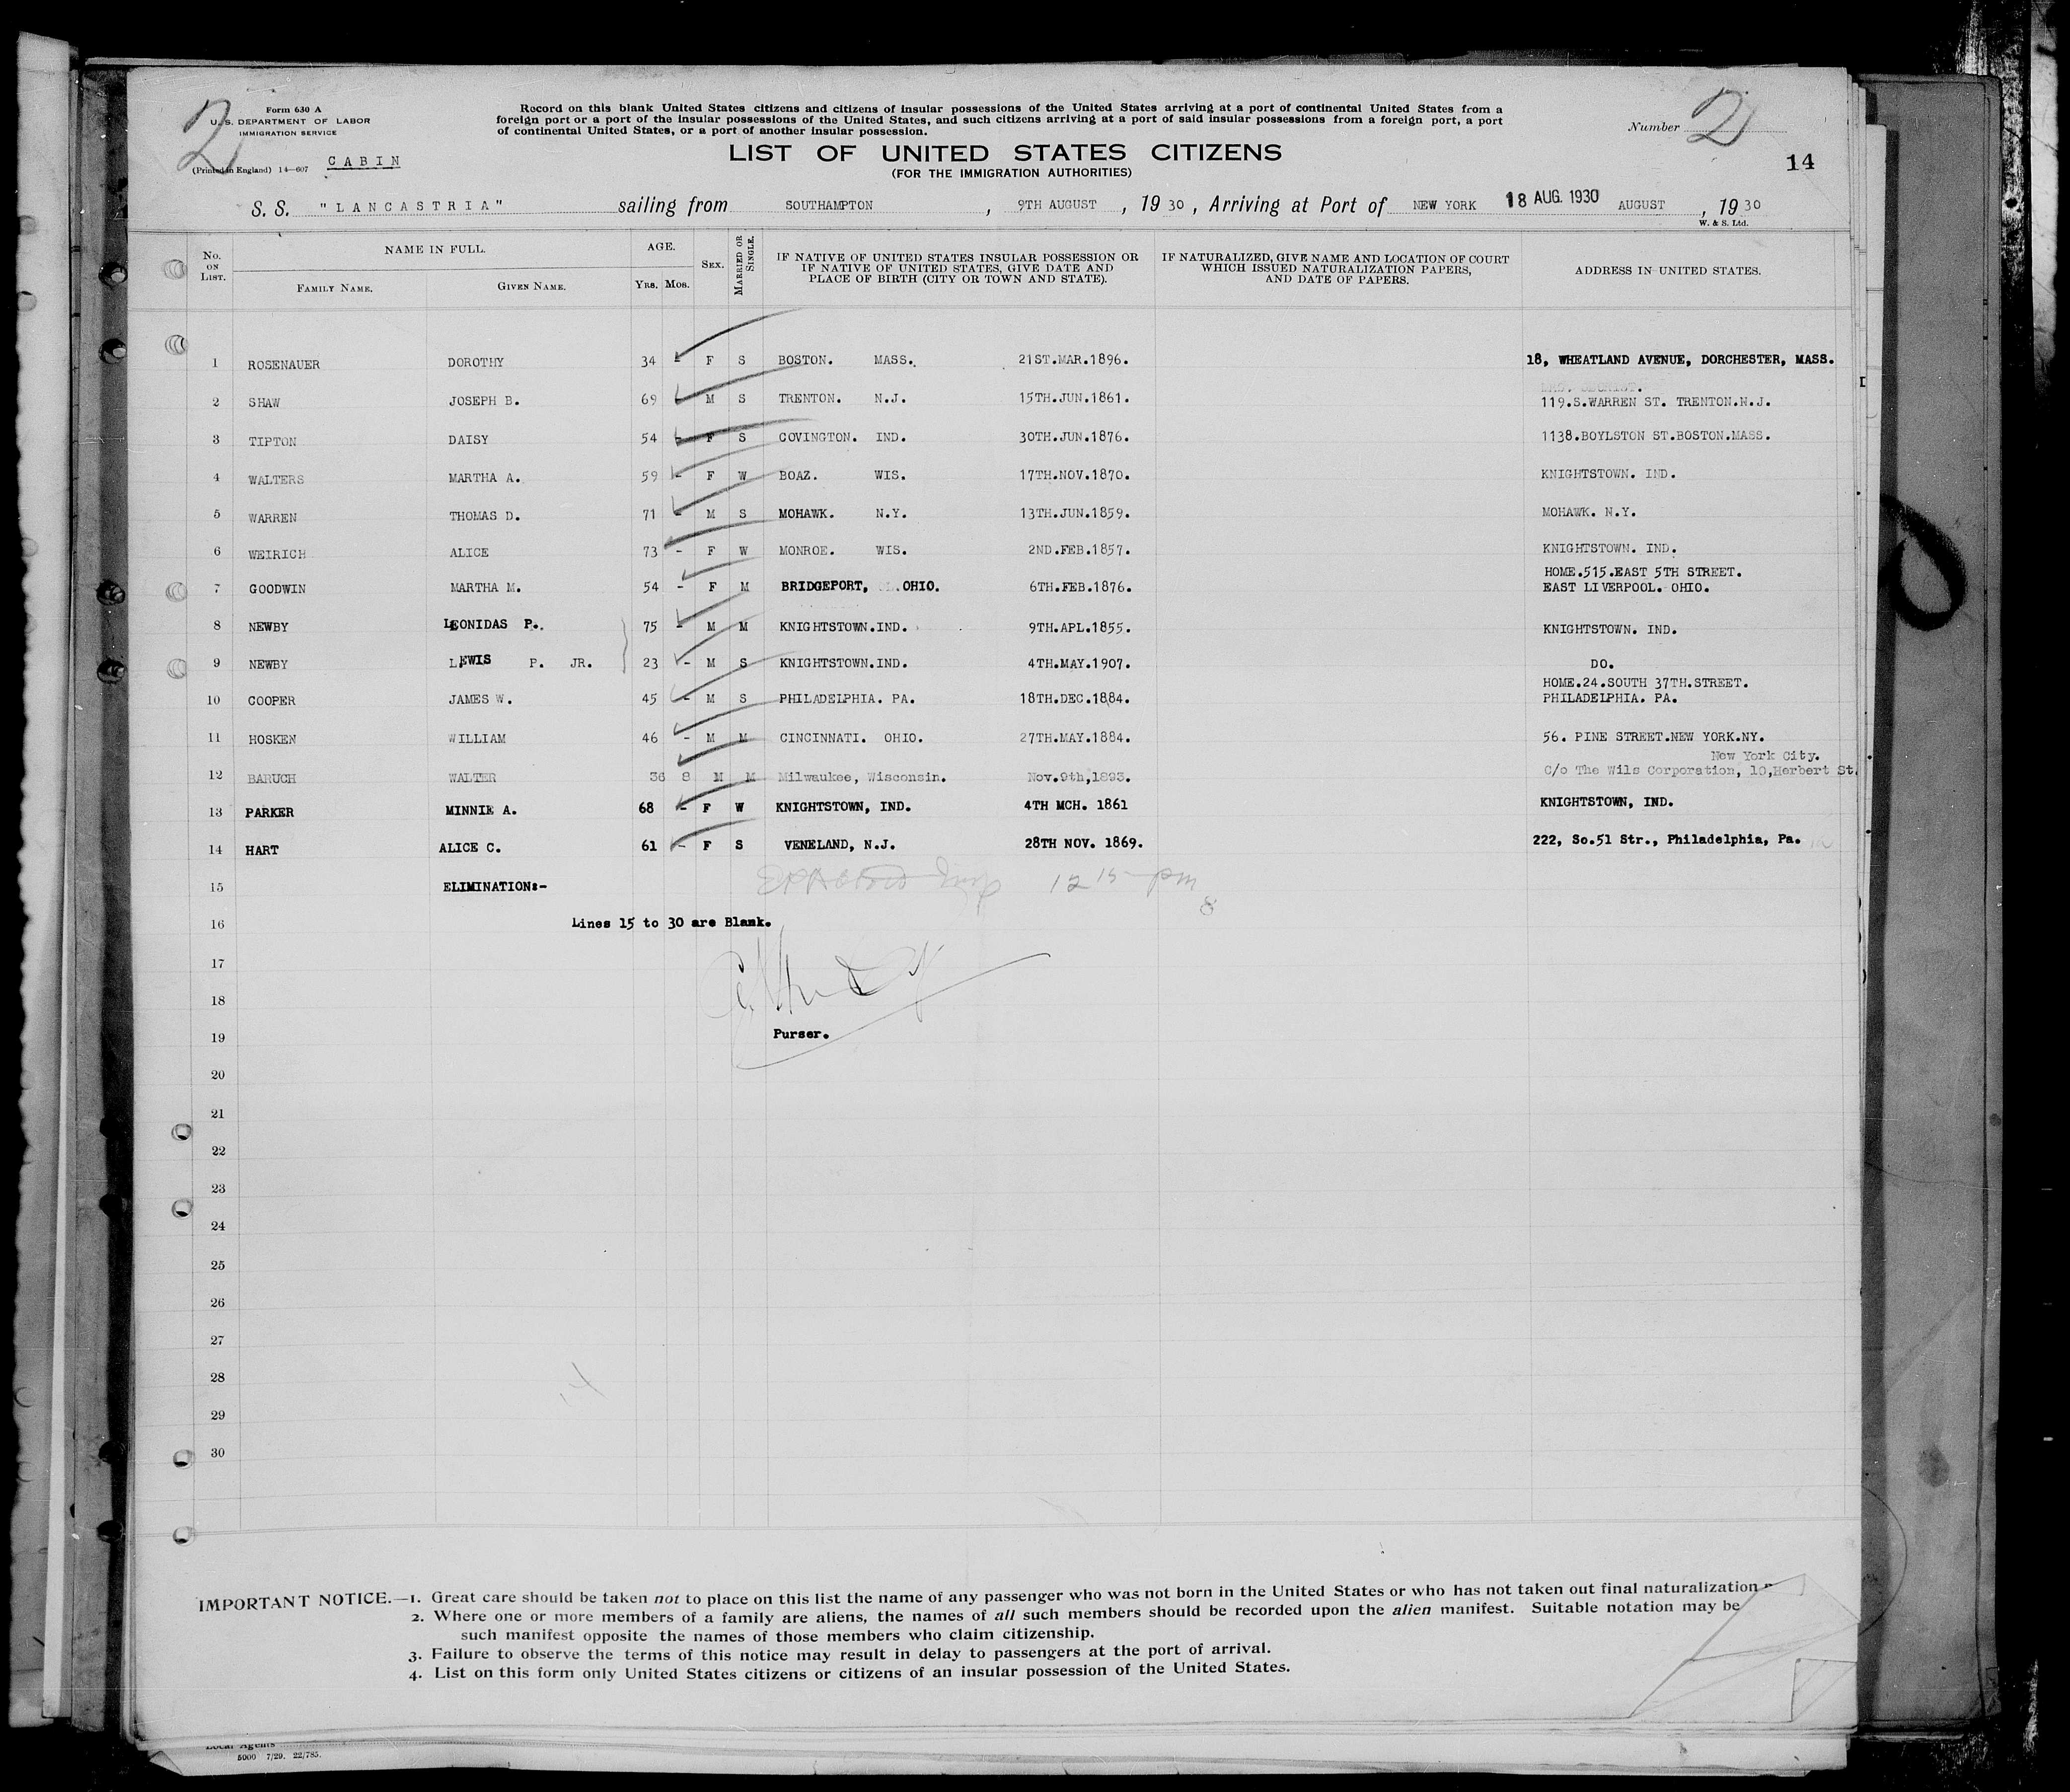 2
Form 630 A
U. S. DEPARTMENT OF LABOR
IMMIGRATION SERVICE
(Printed in England) 14—607
CABIN
Record on this blank United States citizens and citizens of insular possessions of the United States arriving at a port of continental United States from a
foreign port or a port of the insular possessions of the United States, and such citizens arriving at a port of said insular possessions from a foreign port, a port
of continental United States, or a port of another insular possession.
Number 2
LIST OF UNITED STATES CITIZENS
(FOR THE IMMIGRATION AUTHORITIES)
14
S. S. "LANCASTRIA" sailing from SOUTHAMPTON, 9TH AUGUST, 1930, Arriving at Port of NEW YORK 18 AUG. 1930 AUGUST, 1930
W. & S. Ltd.
No. ON LIST. NAME IN FULL. FAMILY NAME. GIVEN NAME. AGE. Yrs. Mos. SEX. MARRIED OR SINGLE. IF NATIVE OF UNITED STATES INSULAR POSSESSION OR IF NATIVE OF UNITED STATES, GIVE DATE AND PLACE OF BIRTH (CITY OR TOWN AND STATE). IF NATURALIZED, GIVE NAME AND LOCATION OF COURT WHICH ISSUED NATURALIZATION PAPERS, AND DATE OF PAPERS. ADDRESS IN UNITED STATES.
1 ROSENAUER DOROTHY 34 - F S BOSTON. MASS. 21ST.MAR.1896. 18, WHEATLAND AVENUE, DORCHESTER, MASS.
2 SHAW JOSEPH B. 69 - M S TRENTON. N.J. 15TH.JUN.1861. 119.S.WARREN ST. TRENTON.N.J.
3 TIPTON DAISY 54 - F S COVINGTON. IND. 30TH.JUN.1876. 1138.BOYLSTON ST.BOSTON.MASS.
4 WALTERS MARTHA A. 59 - F W BOAZ. WIS. 17TH.NOV.1870. KNIGHTSTOWN. IND.
5 WARREN THOMAS D. 71 - M S MOHAWK. N.Y. 13TH.JUN.1859. MOHAWK. N.Y.
6 WEIRICH ALICE 73 - F W MONROE. WIS. 2ND.FEB.1857. KNIGHTSTOWN. IND.
HOME.515.EAST 5TH STREET.
7 GOODWIN MARTHA M. 54 - F M BRIDGEPORT, OHIO. 6TH.FEB.1876. EAST LIVERPOOL. OHIO.
8 NEWBY LEONIDAS P. 75 - M M KNIGHTSTOWN.IND. 9TH.APL.1855. KNIGHTSTOWN. IND.
9 NEWBY LEWIS P. JR. 23 - M S KNIGHTSTOWN.IND. 4TH.MAY.1907. DO.
HOME.24.SOUTH 37TH.STREET.
10 COOPER JAMES W. 45 - M S PHILADELPHIA. PA. 18TH.DEC.1884. PHILADELPHIA. PA.
11 HOSKEN WILLIAM 46 - M M CINCINNATI. OHIO. 27TH.MAY.1884. 56. PINE STREET.NEW YORK.NY.
New York City.
12 BARUCH WALTER 36 8 M M Milwaukee, Wisconsin. Nov.9th,1893. C/o The Wils Corporation, 10,Herbert St.
13 PARKER MINNIE A. 68 - F W KNIGHTSTOWN, IND. 4TH MCH. 1861 KNIGHTSTOWN, IND.
14 HART ALICE C. 61 - F S VENELAND, N.J. 28TH NOV. 1869. 222, So.51 Str., Philadelphia, Pa.
15 ELIMINATION:-
16 Lines 15 to 30 are Blank.
17
18
19 Purser.
20
21
22
23
24
25
26
27
28
29
30
IMPORTANT NOTICE.—1. Great care should be taken not to place on this list the name of any passenger who was not born in the United States or who has not taken out final naturalization
2. Where one or more members of a family are aliens, the names of all such members should be recorded upon the alien manifest. Suitable notation may be
such manifest opposite the names of those members who claim citizenship.
3. Failure to observe the terms of this notice may result in delay to passengers at the port of arrival.
4. List on this form only United States citizens or citizens of an insular possession of the United States.
Local Agents
5000 7/29. 22/785.